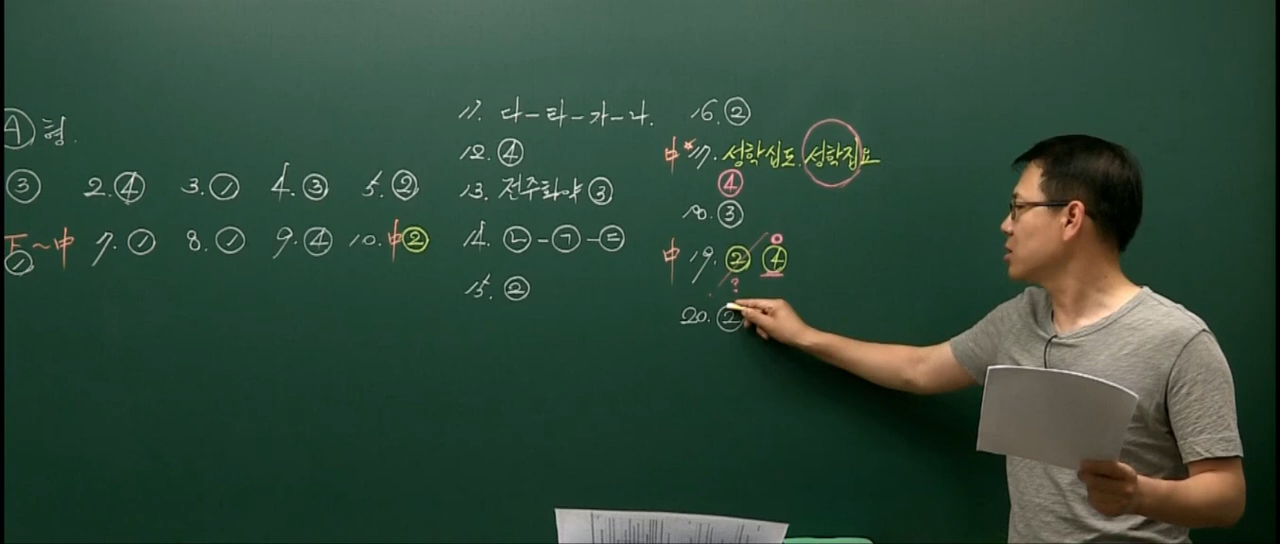 A형.
③ 2.④ 3.① 4.③ 5.②
下~中 ① 7.① 8.① 9.④ 10.中②
11. 다-라-가-나.
12.④
13. 전주화약 ③
14. ㉡-㉠-㉢
15.②
16.②
中 *17. 성학십도. 성학집요
④
18.③
中 19.② ④
?
20.②